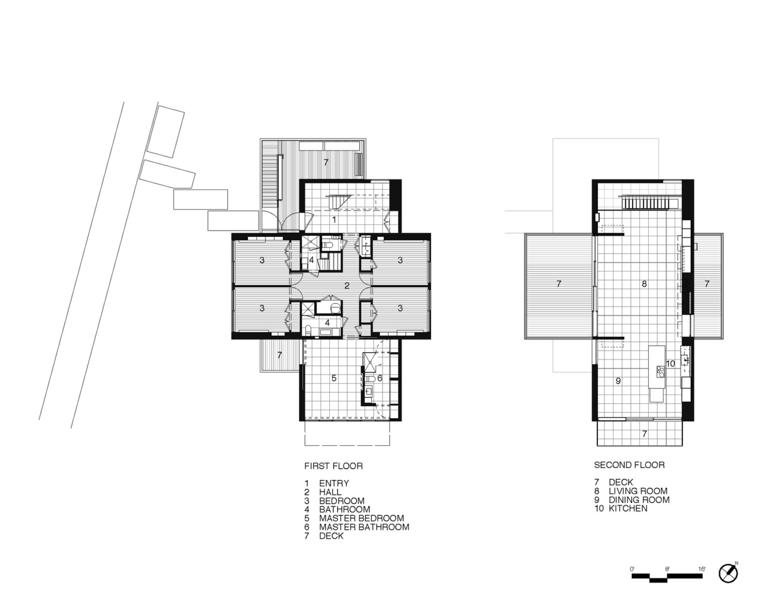 7
1
3
4
3
2
3
4
3
7
5
6
7
8
7
10
9
7
FIRST FLOOR
1 ENTRY
2 HALL
3 BEDROOM
4 BATHROOM
5 MASTER BEDROOM
6 MASTER BATHROOM
7 DECK
SECOND FLOOR
7 DECK
8 LIVING ROOM
9 DINING ROOM
10 KITCHEN
0' 8' 16'
N